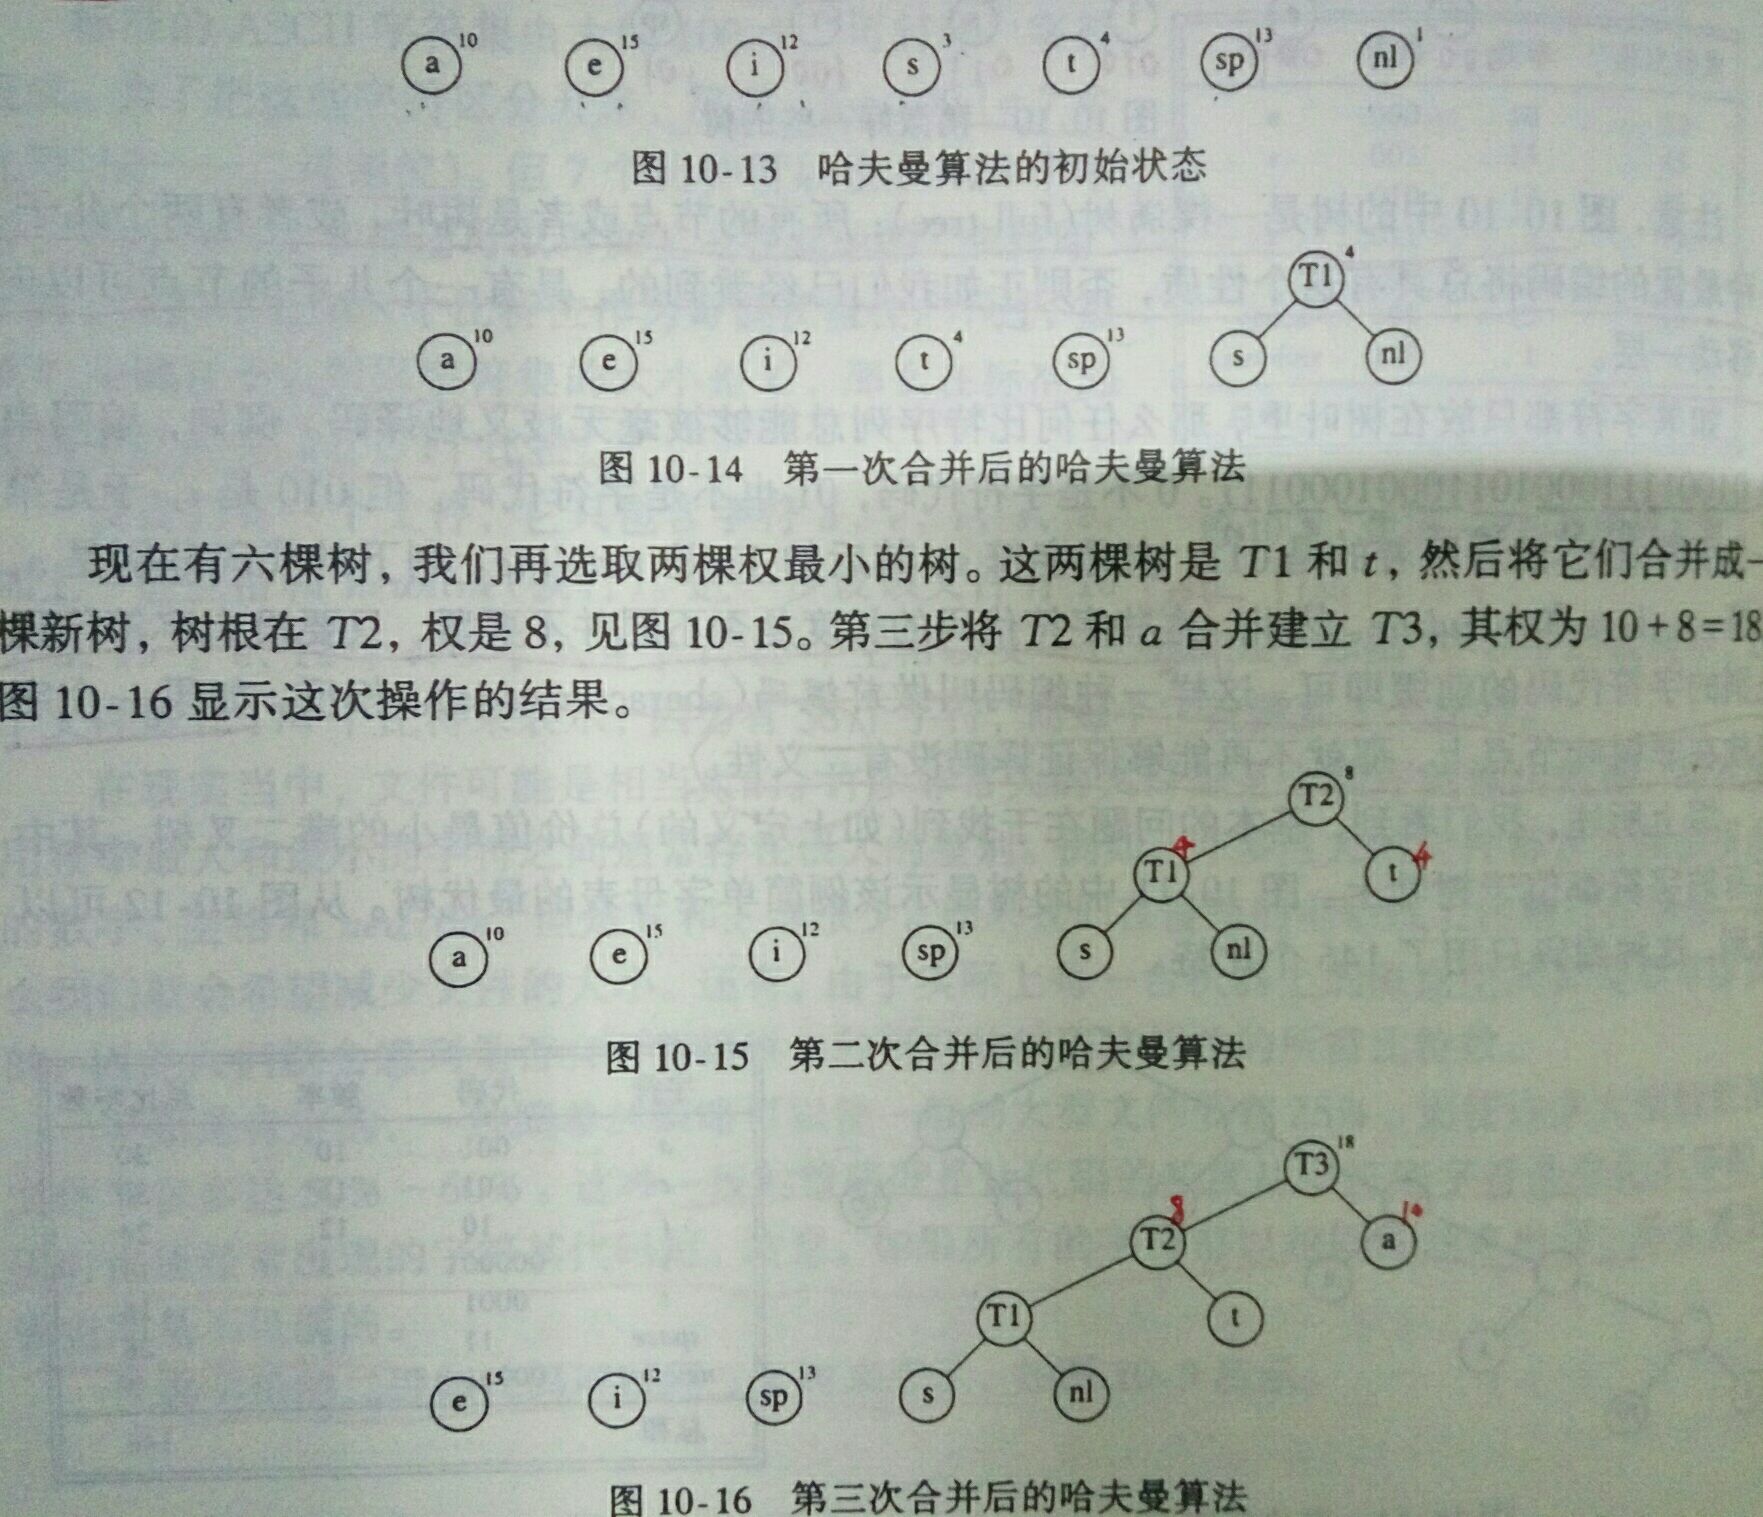 a 10 e 15 i 12 s 3 t 4 sp 13 nl 1
图 10-13 哈夫曼算法的初始状态
T1 4
a 10 e 15 i 12 t 4 sp 13 s nl
图 10-14 第一次合并后的哈夫曼算法
现在有六棵树，我们再选取两棵权最小的树。这两棵树是 T1 和 t，然后将它们合并成一
棵新树，树根在 T2，权是 8，见图 10-15。第三步将 T2 和 a 合并建立 T3，其权为 10+8=18
图 10-16 显示这次操作的结果。
T2 8
T1 4 t 4
a 10 e 15 i 12 sp 13 s nl
图 10-15 第二次合并后的哈夫曼算法
T3 18
T2 8 a 10
T1 t
e 15 i 12 sp 13 s nl
图 10-16 第三次合并后的哈夫曼算法